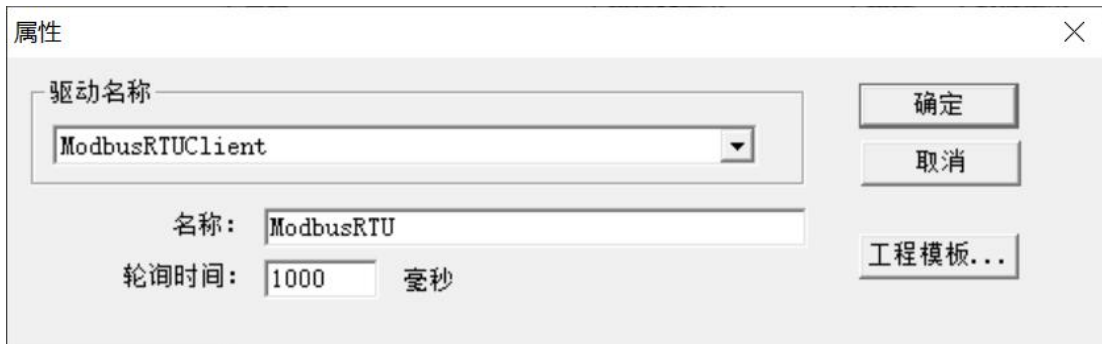 属性
驱动名称
ModbusRTUClient
确定
取消
名称： ModbusRTU
工程模板...
轮询时间： 1000 毫秒